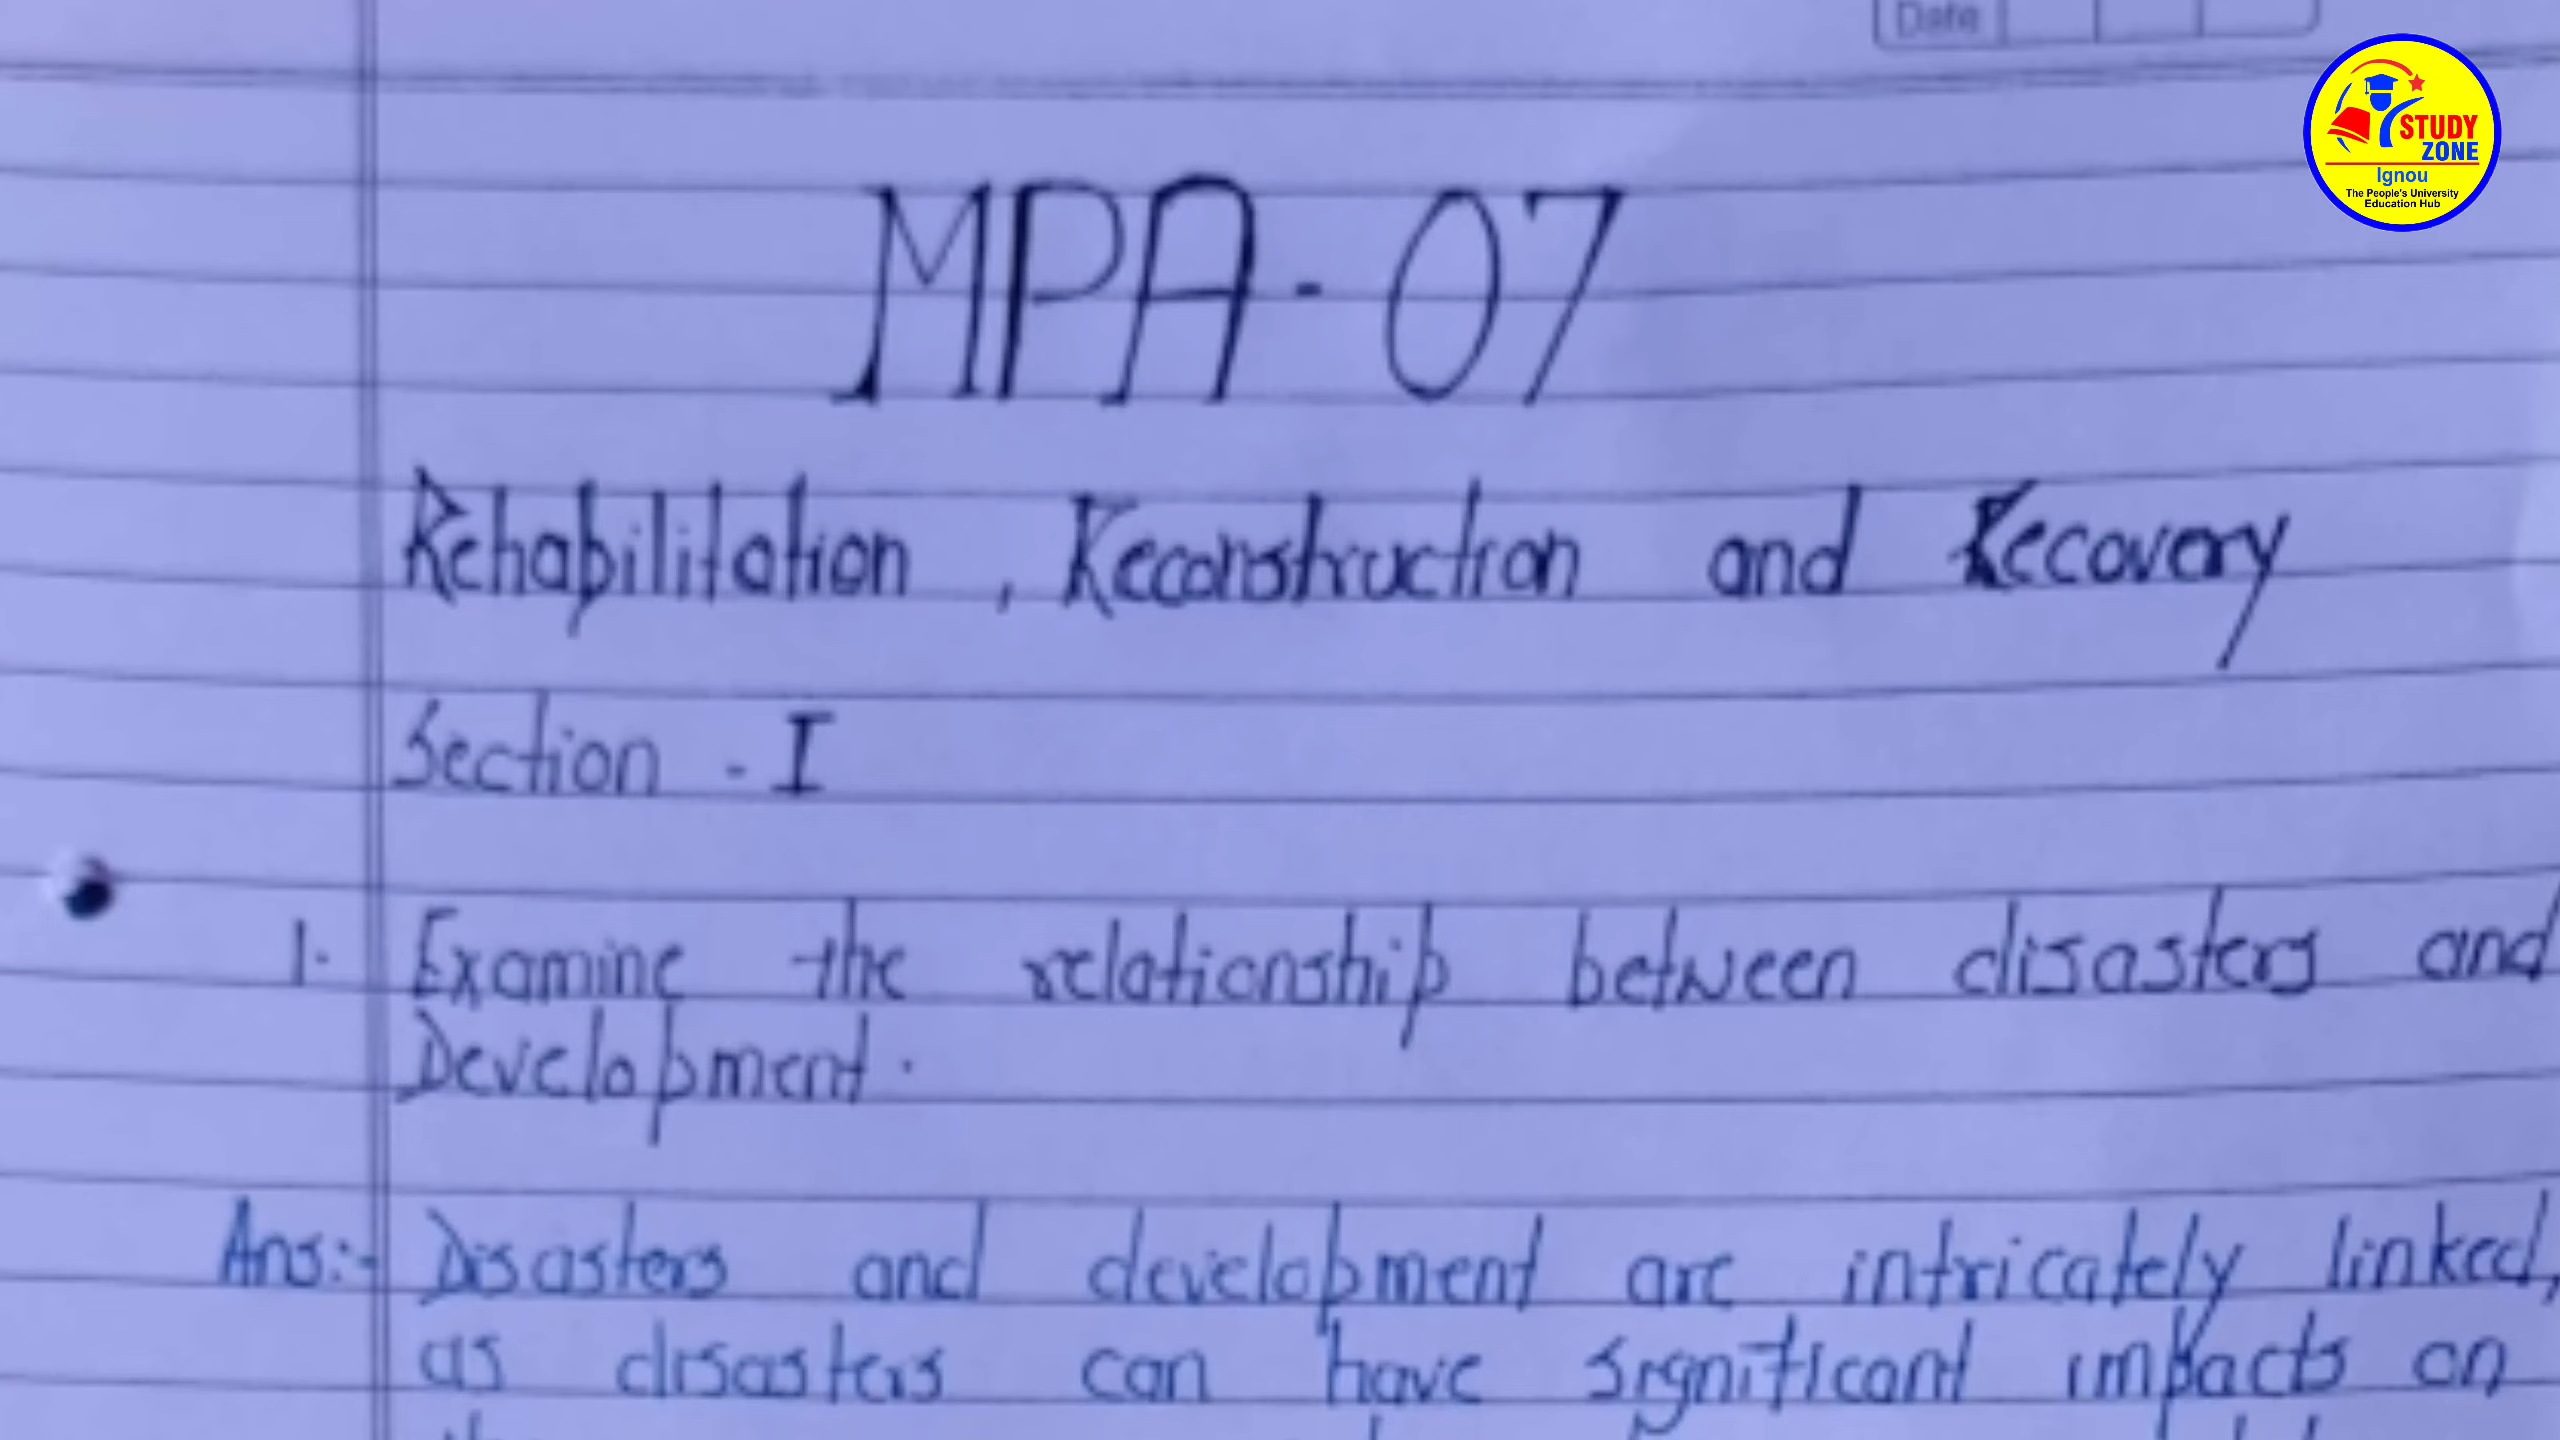 Date
STUDY
ZONE
Ignou
The People's University
Education Hub
MPA-07
Rehabilitation, Reconstruction and Recovery
Section - I
1. Examine the relationship between disasters and
Development.
Ans:- Disasters and development are intricately linked,
as disasters can have significant impacts on